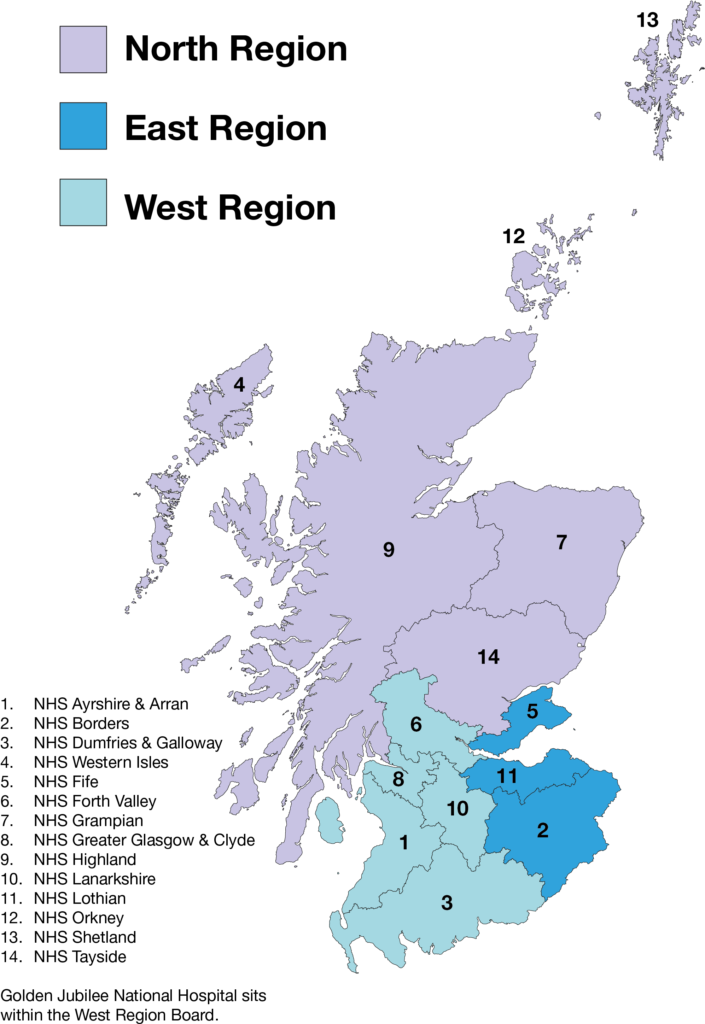 North Region
East Region
West Region
13
12
4
9
7
14
5
6
8
11
10
2
1
3
1. NHS Ayrshire & Arran
2. NHS Borders
3. NHS Dumfries & Galloway
4. NHS Western Isles
5. NHS Fife
6. NHS Forth Valley
7. NHS Grampian
8. NHS Greater Glasgow & Clyde
9. NHS Highland
10. NHS Lanarkshire
11. NHS Lothian
12. NHS Orkney
13. NHS Shetland
14. NHS Tayside
Golden Jubilee National Hospital sits
within the West Region Board.